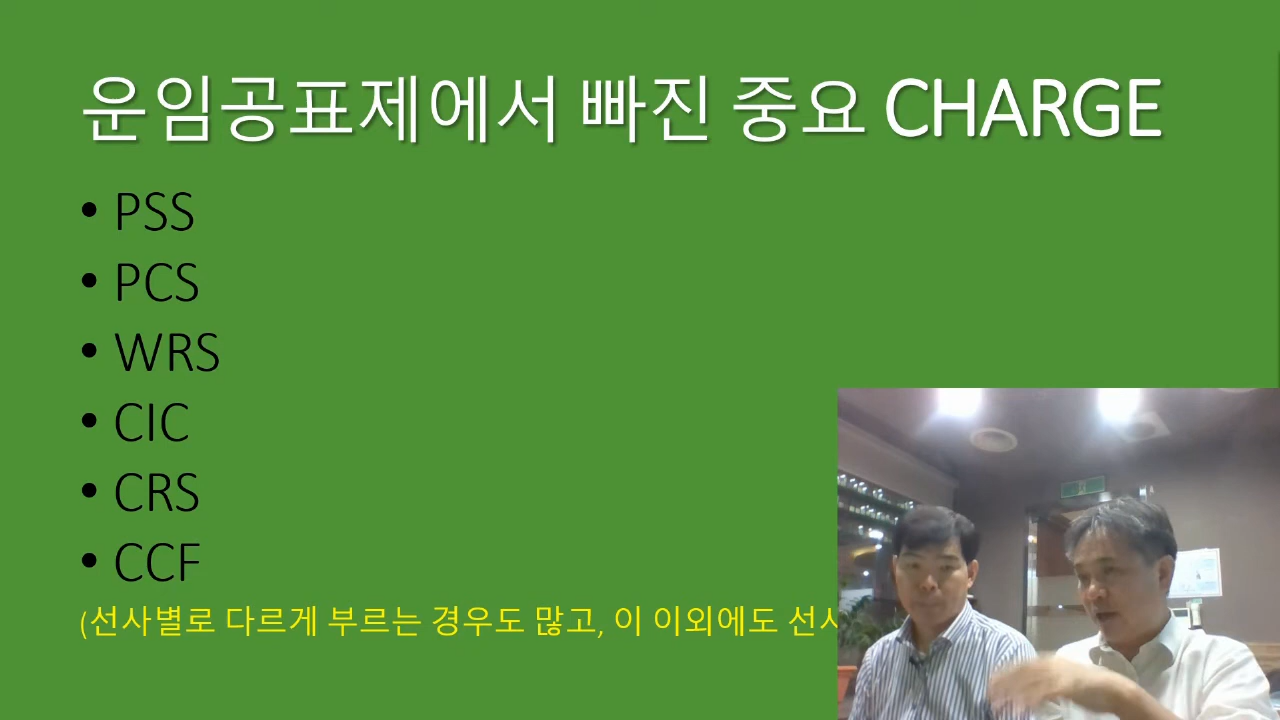 운임공표제에서 빠진 중요 CHARGE
• PSS
• PCS
• WRS
• CIC
• CRS
• CCF
(선사별로 다르게 부르는 경우도 많고, 이 이외에도 선사